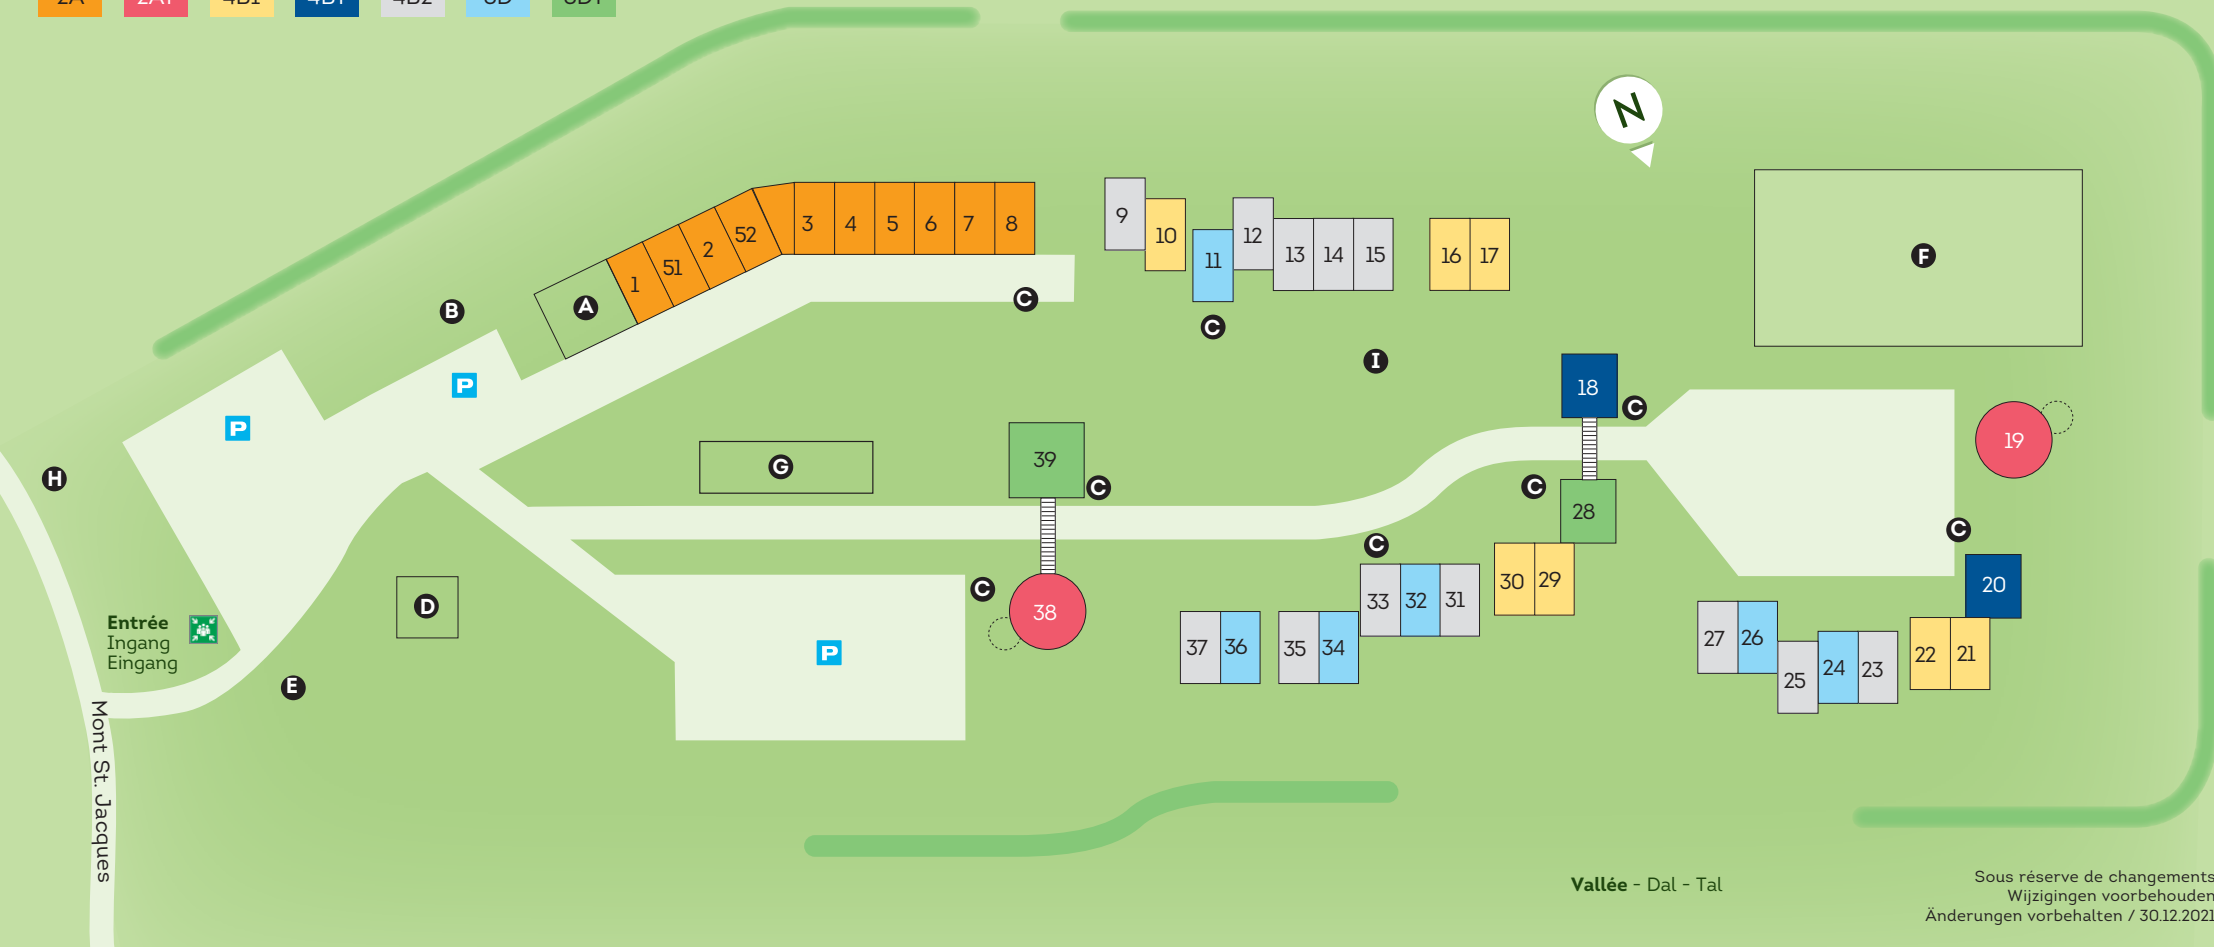 N
3 4 5 6 7 8
9 10 11 12 13 14 15 16 17
52 2 51 1
A
B
C
C
F
I
P
P
18 C
19
H
G
39 C
C
28
C
C
20
D
30 29
33 32 31
C
38
Entrée
Ingang
Eingang
37 36 35 34
P
27 26 25 24 23 22 21
E
Mont St. Jacques
Vallée - Dal - Tal
Sous réserve de changements
Wijzigingen voorbehouden
Änderungen vorbehalten / 30.12.2021